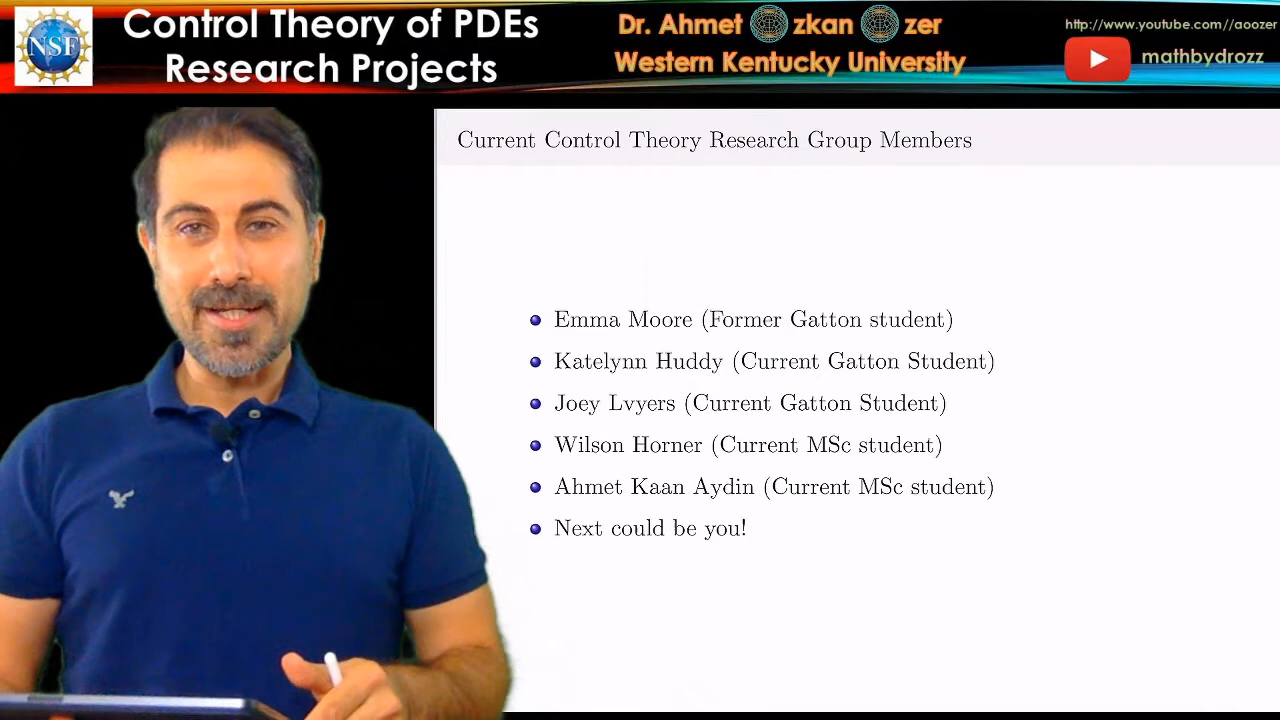 NSF
Control Theory of PDEs
Research Projects
Dr. Ahmet zkan zer
Western Kentucky University
http://www.youtube.com//aoozer
mathbydrozz
Current Control Theory Research Group Members
Emma Moore (Former Gatton student)
Katelynn Huddy (Current Gatton Student)
Joey Lvyers (Current Gatton Student)
Wilson Horner (Current MSc student)
Ahmet Kaan Aydin (Current MSc student)
Next could be you!